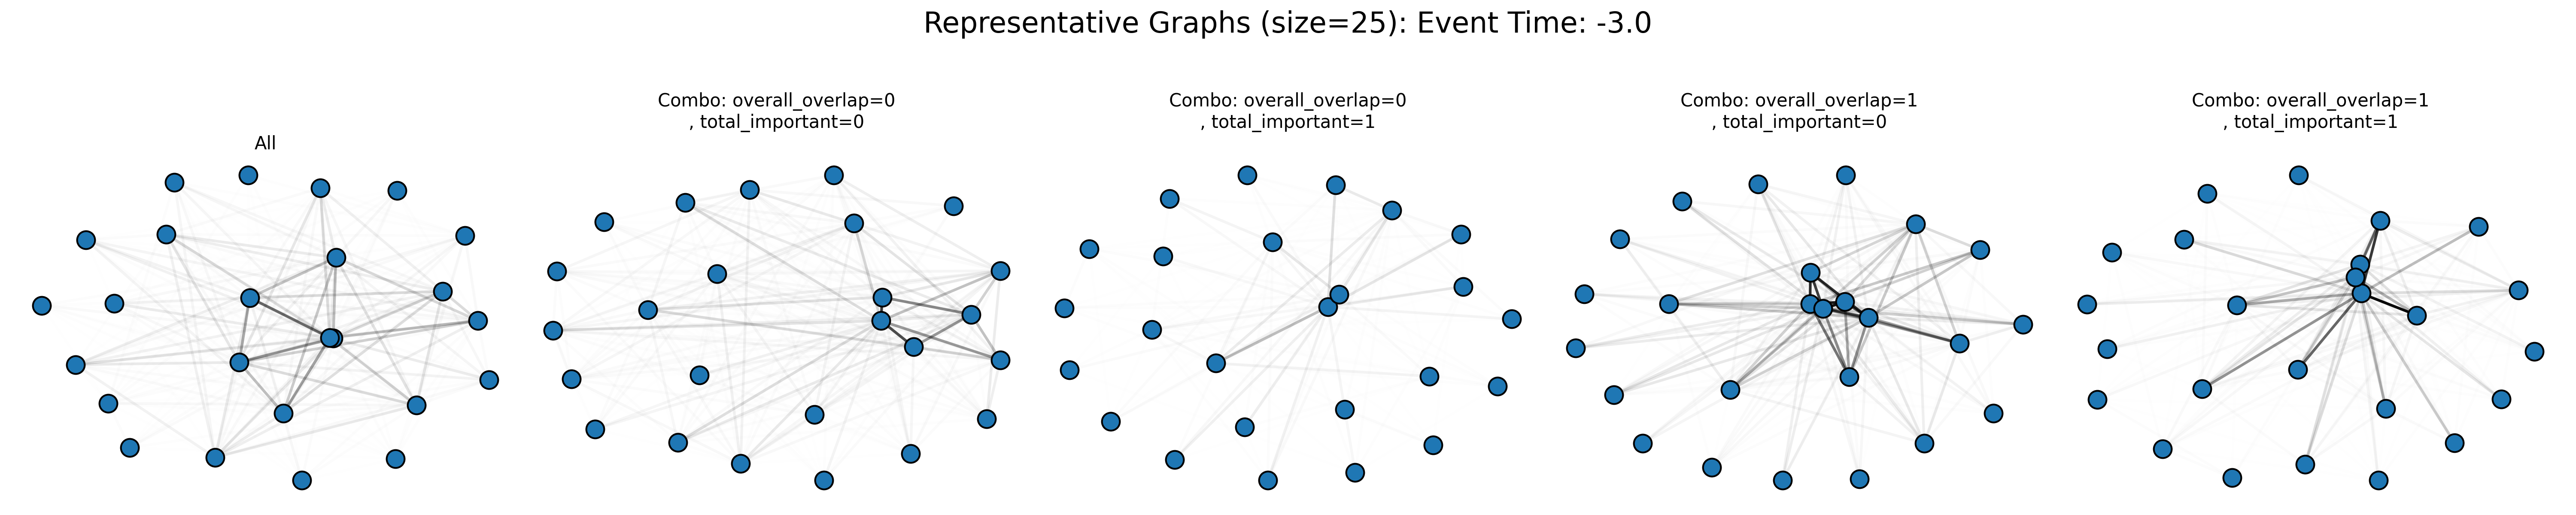 Representative Graphs (size=25): Event Time: -3.0
All
Combo: overall_overlap=0
, total_important=0
Combo: overall_overlap=0
, total_important=1
Combo: overall_overlap=1
, total_important=0
Combo: overall_overlap=1
, total_important=1